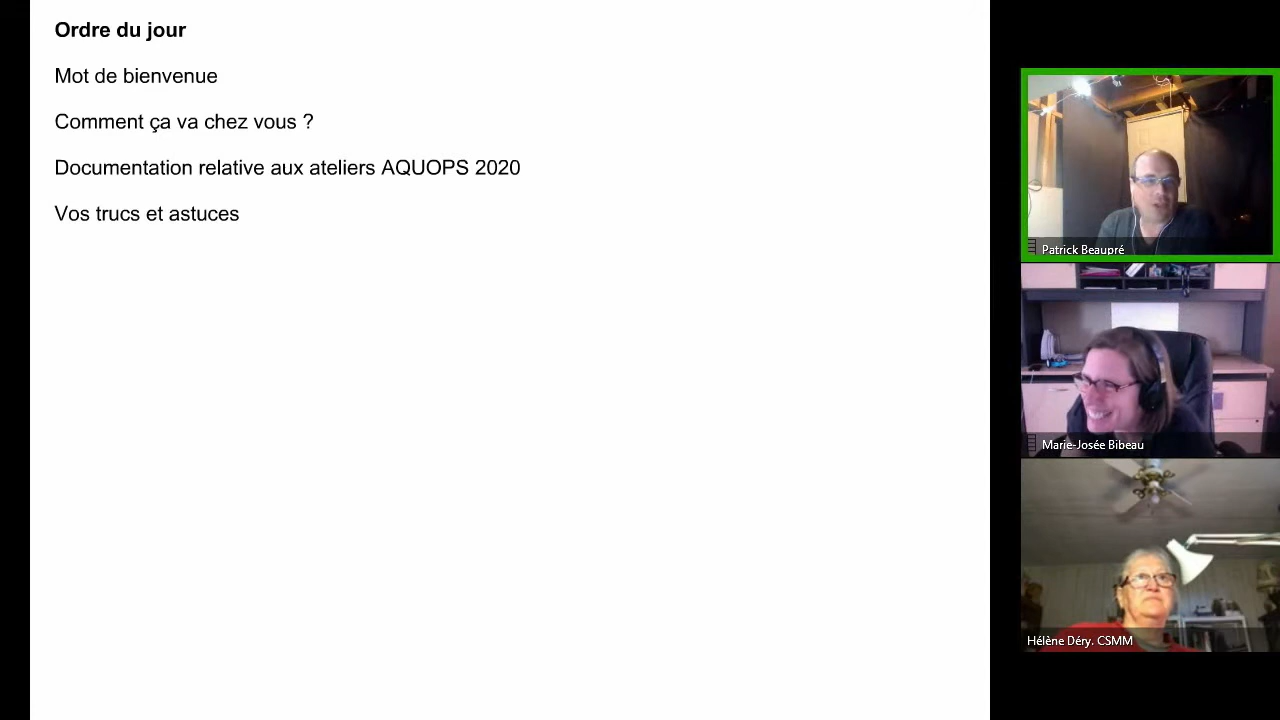 Ordre du jour
Mot de bienvenue
Comment ça va chez vous ?
Documentation relative aux ateliers AQUOPS 2020
Vos trucs et astuces
Patrick Beaupré
Marie-Josée Bibeau
Hélène Déry. CSMM